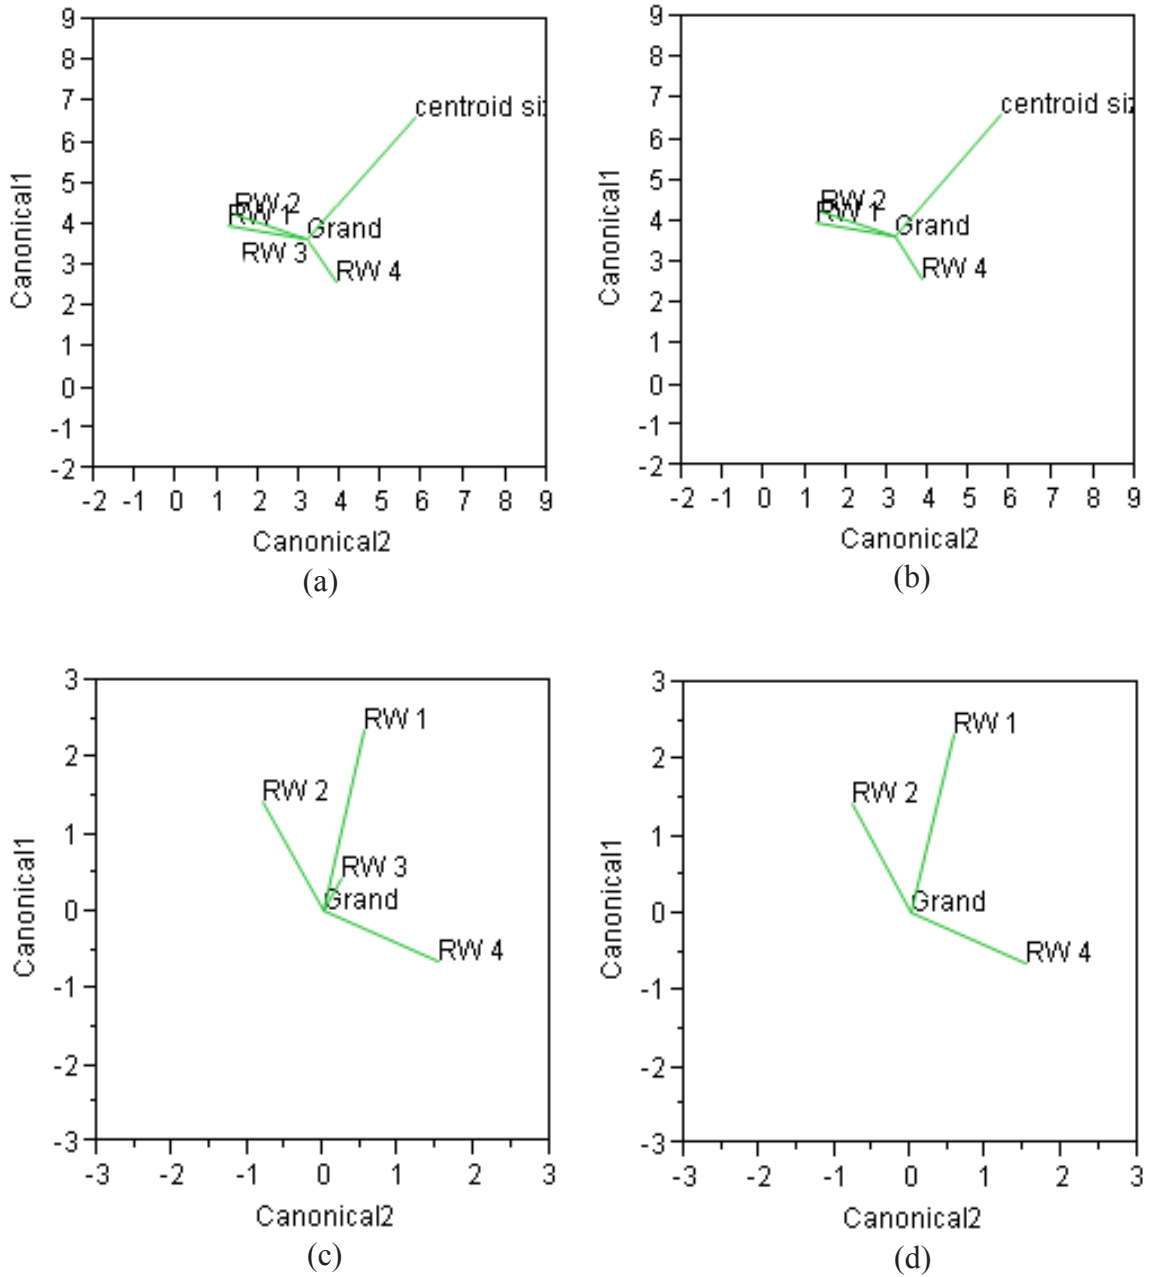 9
8
7
6
5
4
3
2
1
0
-1
-2
Canonical1
centroid siz
RW 2
RW 1
Grand
RW 3
RW 4
-2 -1 0 1 2 3 4 5 6 7 8 9
Canonical2
(a)
9
8
7
6
5
4
3
2
1
0
-1
-2
Canonical1
centroid siz
RW 2
RW 1
Grand
RW 4
-2 -1 0 1 2 3 4 5 6 7 8 9
Canonical2
(b)
3
2
1
0
-1
-2
-3
Canonical1
RW 1
RW 2
RW 3
Grand
RW 4
-3 -2 -1 0 1 2 3
Canonical2
(c)
3
2
1
0
-1
-2
-3
Canonical1
RW 1
RW 2
Grand
RW 4
-3 -2 -1 0 1 2 3
Canonical2
(d)